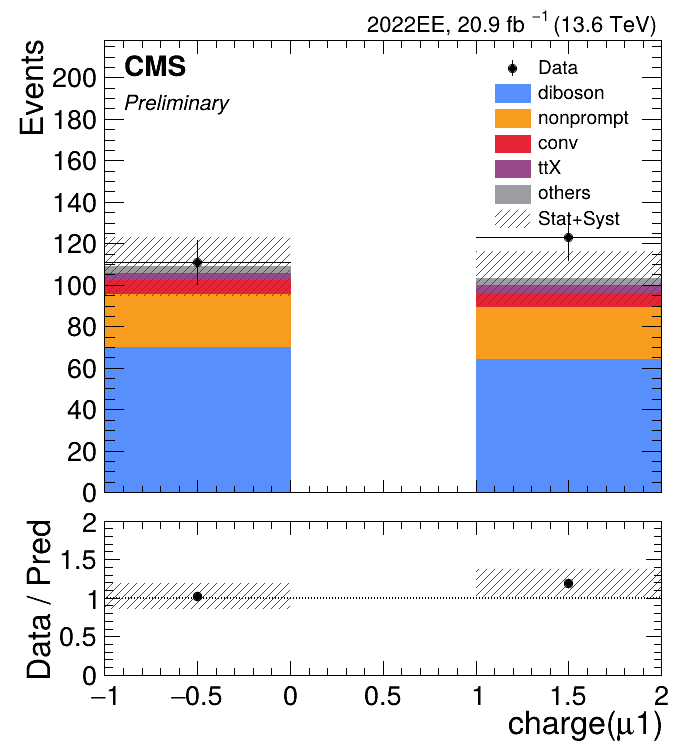 2022EE, 20.9 fb⁻¹ (13.6 TeV)
CMS
Preliminary
Events
200
180
160
140
120
100
80
60
40
20
0
Data
diboson
nonprompt
conv
ttX
others
Stat+Syst
Data / Pred
2
1.5
1
0.5
0
−1 −0.5 0 0.5 1 1.5 2
charge(μ1)